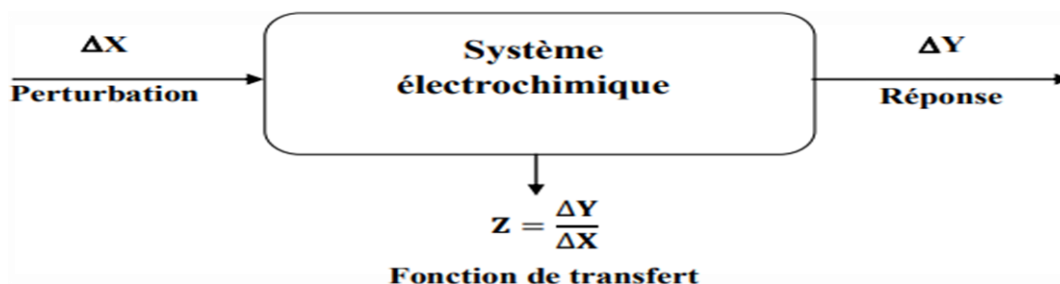 ΔX
Perturbation
Système
électrochimique
ΔY
Réponse
Z = ΔY/ΔX
Fonction de transfert